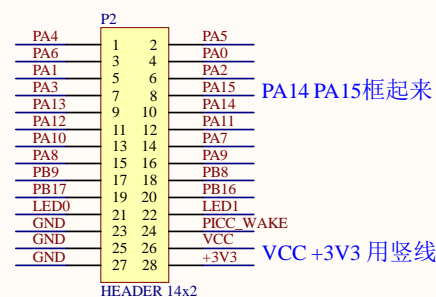 P2
PA4 1 2 PA5
PA6 3 4 PA0
PA1 5 6 PA2
PA3 7 8 PA15
PA13 9 10 PA14
PA12 11 12 PA11
PA10 13 14 PA7
PA8 15 16 PA9
PB9 17 18 PB8
PB17 19 20 PB16
LED0 21 22 LED1
GND 23 24 PICC_WAKE
GND 25 26 VCC
GND 27 28 +3V3
HEADER 14x2
PA14 PA15框起来
VCC +3V3 用竖线